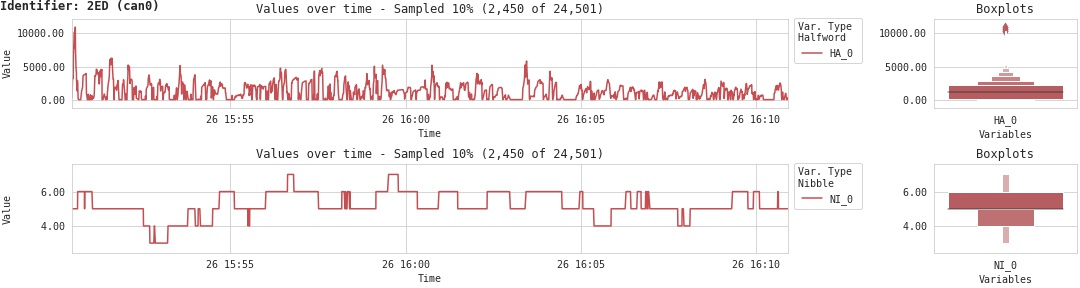 Identifier: 2ED (can0)
Values over time - Sampled 10% (2,450 of 24,501)
Boxplots
Value
10000.00
5000.00
0.00
26 15:55
26 16:00
26 16:05
26 16:10
Time
Var. Type
Halfword
HA_0
10000.00
5000.00
0.00
HA_0
Variables
Values over time - Sampled 10% (2,450 of 24,501)
Boxplots
Value
6.00
4.00
26 15:55
26 16:00
26 16:05
26 16:10
Time
Var. Type
Nibble
NI_0
6.00
4.00
NI_0
Variables